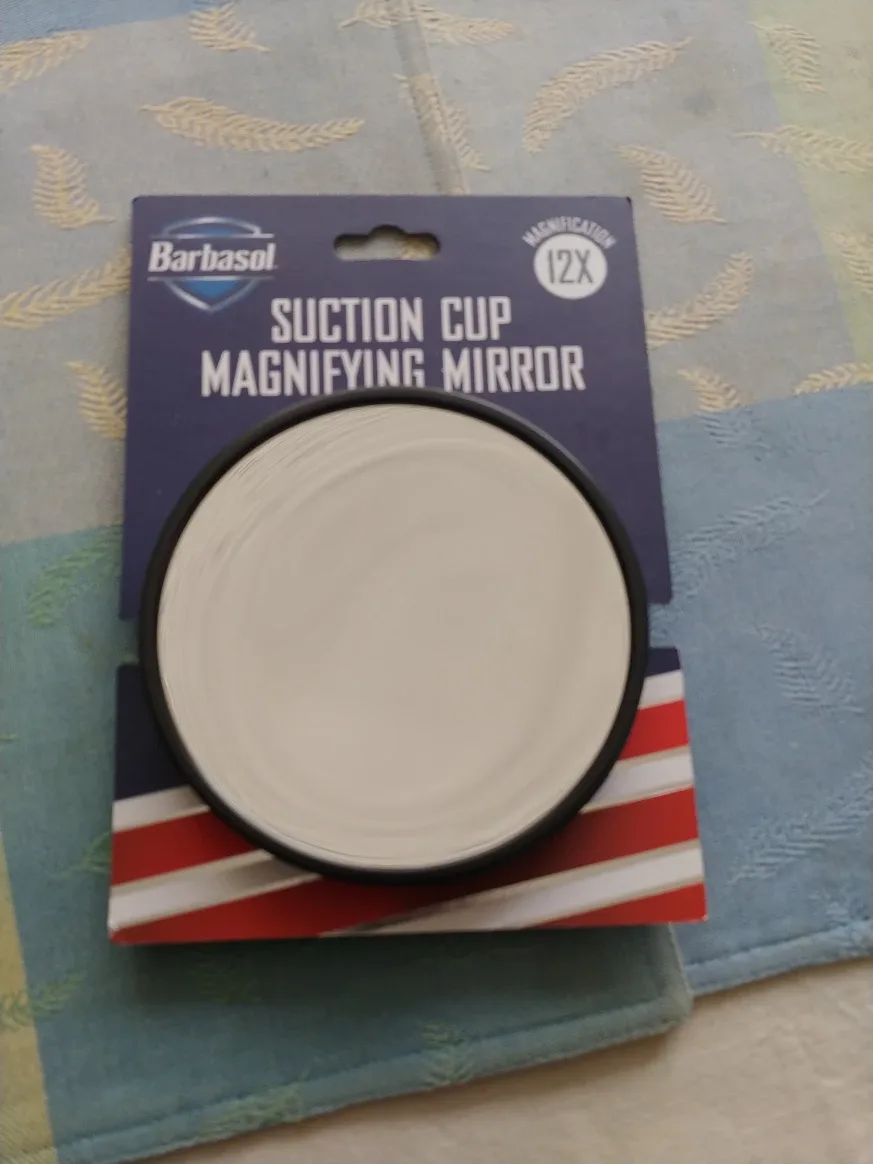 Barbasol
MAGNIFICATION
12X
SUCTION CUP
MAGNIFYING MIRROR